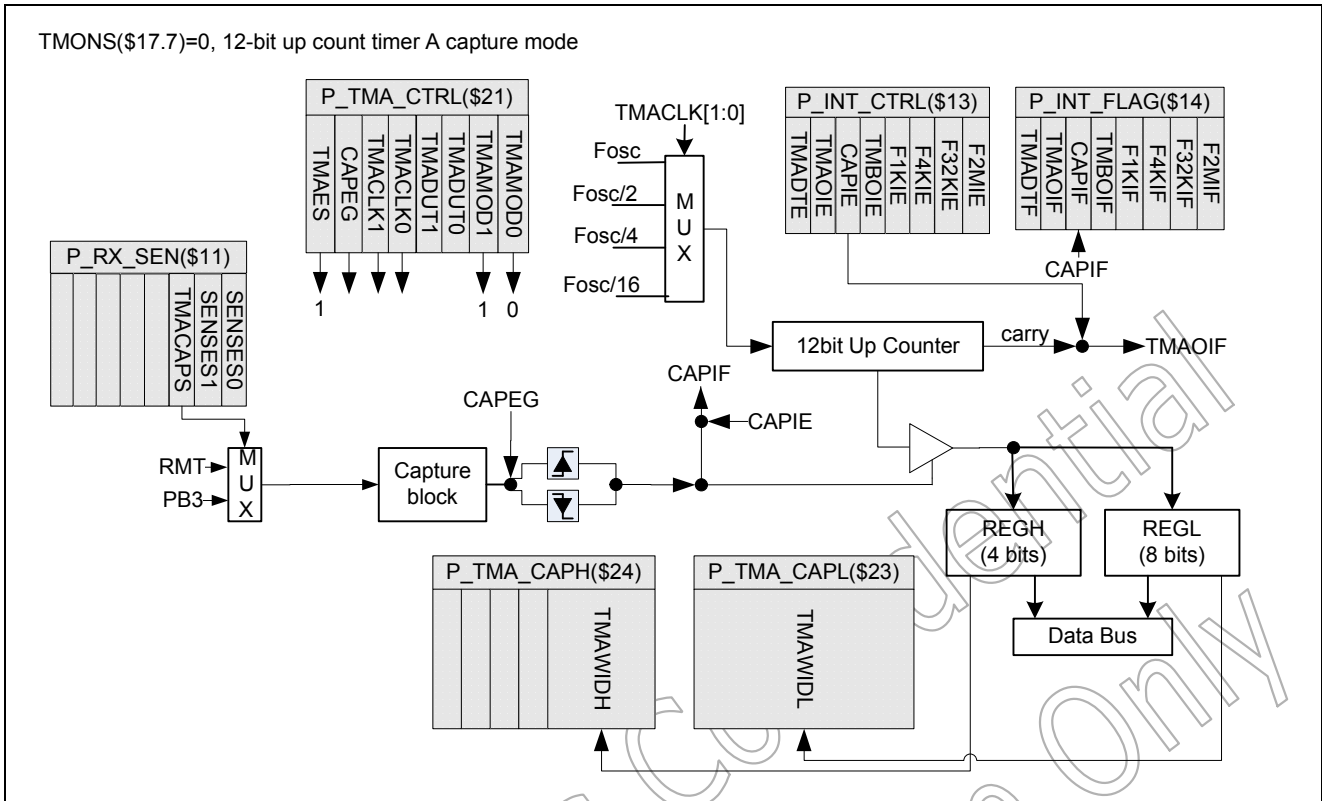 TMONS($17.7)=0, 12-bit up count timer A capture mode
P_TMA_CTRL($21)
TMAES
CAPEG
TMACLK1
TMACLK0
TMADUT1
TMADUT0
TMAMOD1
TMAMOD0
1
1
0
TMACLK[1:0]
Fosc
Fosc/2
Fosc/4
Fosc/16
MUX
P_INT_CTRL($13)
TMADTE
TMAOIE
CAPIE
TMBOIE
F1KIE
F4KIE
F32KIE
F2MIE
P_INT_FLAG($14)
TMADTF
TMAOIF
CAPIF
TMBOIF
F1KIF
F4KIF
F32KIF
F2MIF
CAPIF
P_RX_SEN($11)
TMACAPS
SENSES1
SENSES0
12bit Up Counter
carry
TMAOIF
CAPIF
CAPIE
CAPEG
RMT
PB3
MUX
Capture
block
REGH
(4 bits)
REGL
(8 bits)
Data Bus
P_TMA_CAPH($24)
TMAWIDH
P_TMA_CAPL($23)
TMAWIDL
Only